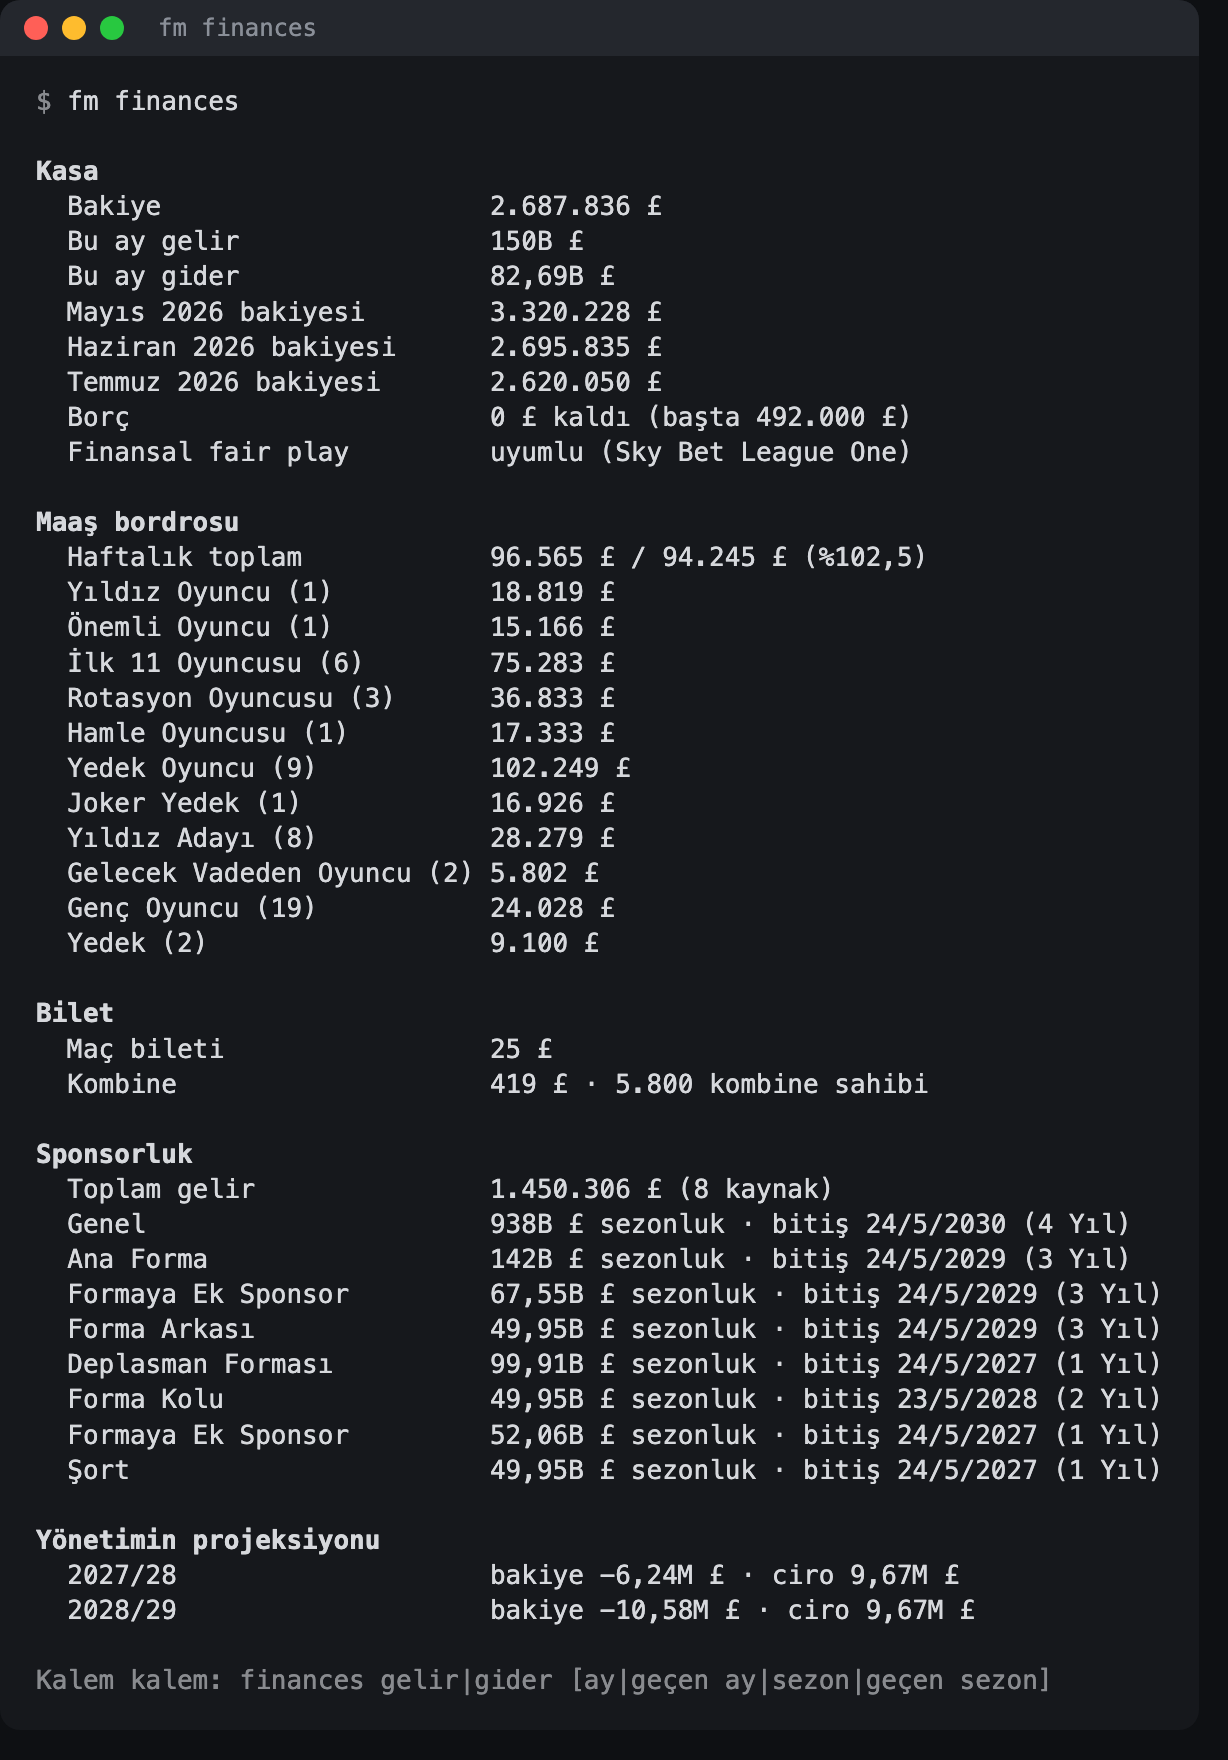 fm finances
$ fm finances
Kasa
Bakiye 2.687.836 £
Bu ay gelir 150B £
Bu ay gider 82,69B £
Mayıs 2026 bakiyesi 3.320.228 £
Haziran 2026 bakiyesi 2.695.835 £
Temmuz 2026 bakiyesi 2.620.050 £
Borç 0 £ kaldı (başta 492.000 £)
Finansal fair play uyumlu (Sky Bet League One)
Maaş bordrosu
Haftalık toplam 96.565 £ / 94.245 £ (%102,5)
Yıldız Oyuncu (1) 18.819 £
Önemli Oyuncu (1) 15.166 £
İlk 11 Oyuncusu (6) 75.283 £
Rotasyon Oyuncusu (3) 36.833 £
Hamle Oyuncusu (1) 17.333 £
Yedek Oyuncu (9) 102.249 £
Joker Yedek (1) 16.926 £
Yıldız Adayı (8) 28.279 £
Gelecek Vadeden Oyuncu (2) 5.802 £
Genç Oyuncu (19) 24.028 £
Yedek (2) 9.100 £
Bilet
Maç bileti 25 £
Kombine 419 £ · 5.800 kombine sahibi
Sponsorluk
Toplam gelir 1.450.306 £ (8 kaynak)
Genel 938B £ sezonluk · bitiş 24/5/2030 (4 Yıl)
Ana Forma 142B £ sezonluk · bitiş 24/5/2029 (3 Yıl)
Formaya Ek Sponsor 67,55B £ sezonluk · bitiş 24/5/2029 (3 Yıl)
Forma Arkası 49,95B £ sezonluk · bitiş 24/5/2029 (3 Yıl)
Deplasman Forması 99,91B £ sezonluk · bitiş 24/5/2027 (1 Yıl)
Forma Kolu 49,95B £ sezonluk · bitiş 23/5/2028 (2 Yıl)
Formaya Ek Sponsor 52,06B £ sezonluk · bitiş 24/5/2027 (1 Yıl)
Şort 49,95B £ sezonluk · bitiş 24/5/2027 (1 Yıl)
Yönetimin projeksiyonu
2027/28 bakiye −6,24M £ · ciro 9,67M £
2028/29 bakiye −10,58M £ · ciro 9,67M £
Kalem kalem: finances gelir|gider [ay|geçen ay|sezon|geçen sezon]